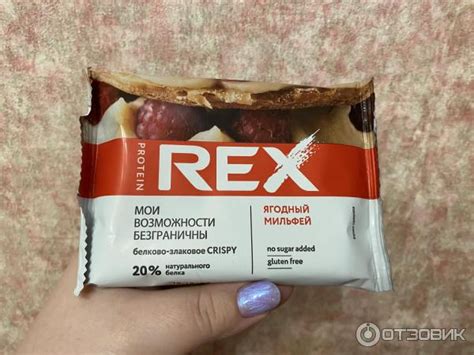 PROTEIN
REX
МОИ
ВОЗМОЖНОСТИ
БЕЗГРАНИЧНЫ
белково-злаковое CRISPY
20% натурального
белка
ЯГОДНЫЙ
МИЛЬФЕЙ
no sugar added
gluten free
ОТЗОВИК